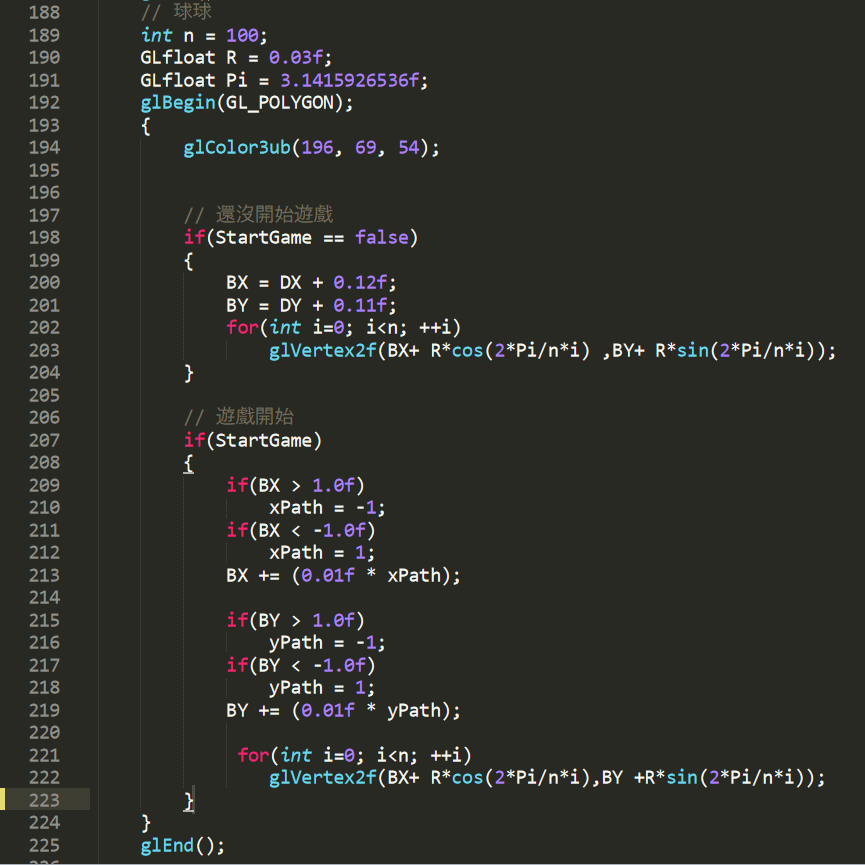 188 // 球球
189 int n = 100;
190 GLfloat R = 0.03f;
191 GLfloat Pi = 3.1415926536f;
192 glBegin(GL_POLYGON);
193 {
194 glColor3ub(196, 69, 54);
195
196
197 // 還沒開始遊戲
198 if(StartGame == false)
199 {
200 BX = DX + 0.12f;
201 BY = DY + 0.11f;
202 for(int i=0; i<n; ++i)
203 glVertex2f(BX+ R*cos(2*Pi/n*i) ,BY+ R*sin(2*Pi/n*i));
204 }
205
206 // 遊戲開始
207 if(StartGame)
208 {
209 if(BX > 1.0f)
210 xPath = -1;
211 if(BX < -1.0f)
212 xPath = 1;
213 BX += (0.01f * xPath);
214
215 if(BY > 1.0f)
216 yPath = -1;
217 if(BY < -1.0f)
218 yPath = 1;
219 BY += (0.01f * yPath);
220
221 for(int i=0; i<n; ++i)
222 glVertex2f(BX+ R*cos(2*Pi/n*i),BY +R*sin(2*Pi/n*i));
223 }
224 }
225 glEnd();